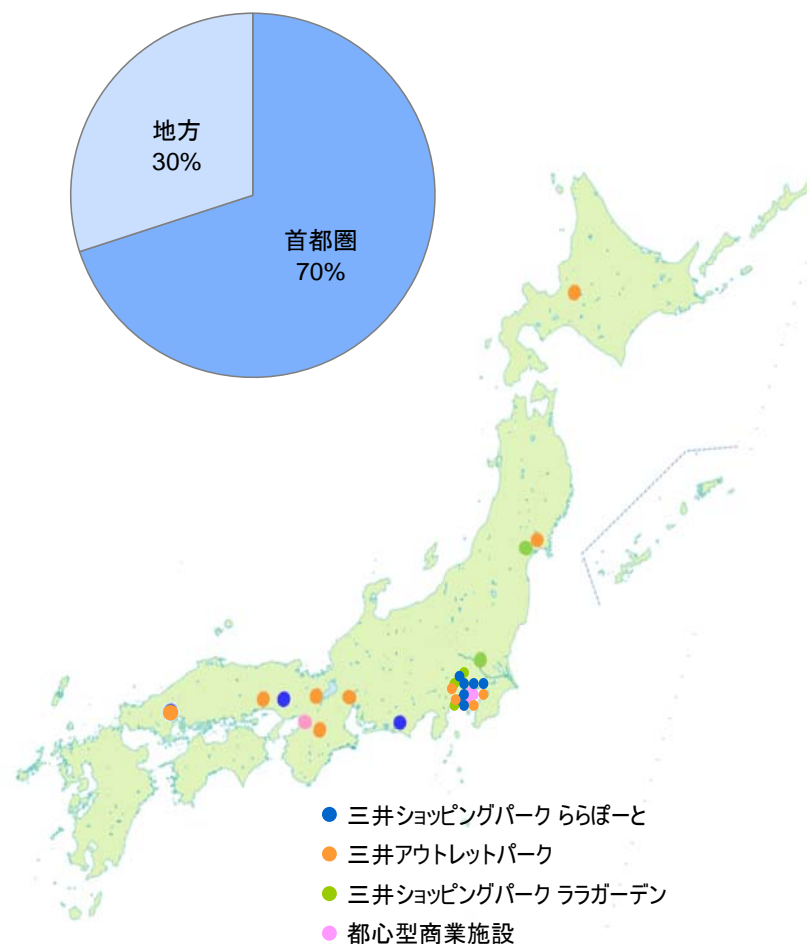 地方
30%
首都圏
70%
三井ショッピングパーク ららぽーと
三井アウトレットパーク
三井ショッピングパーク ララガーデン
都心型商業施設